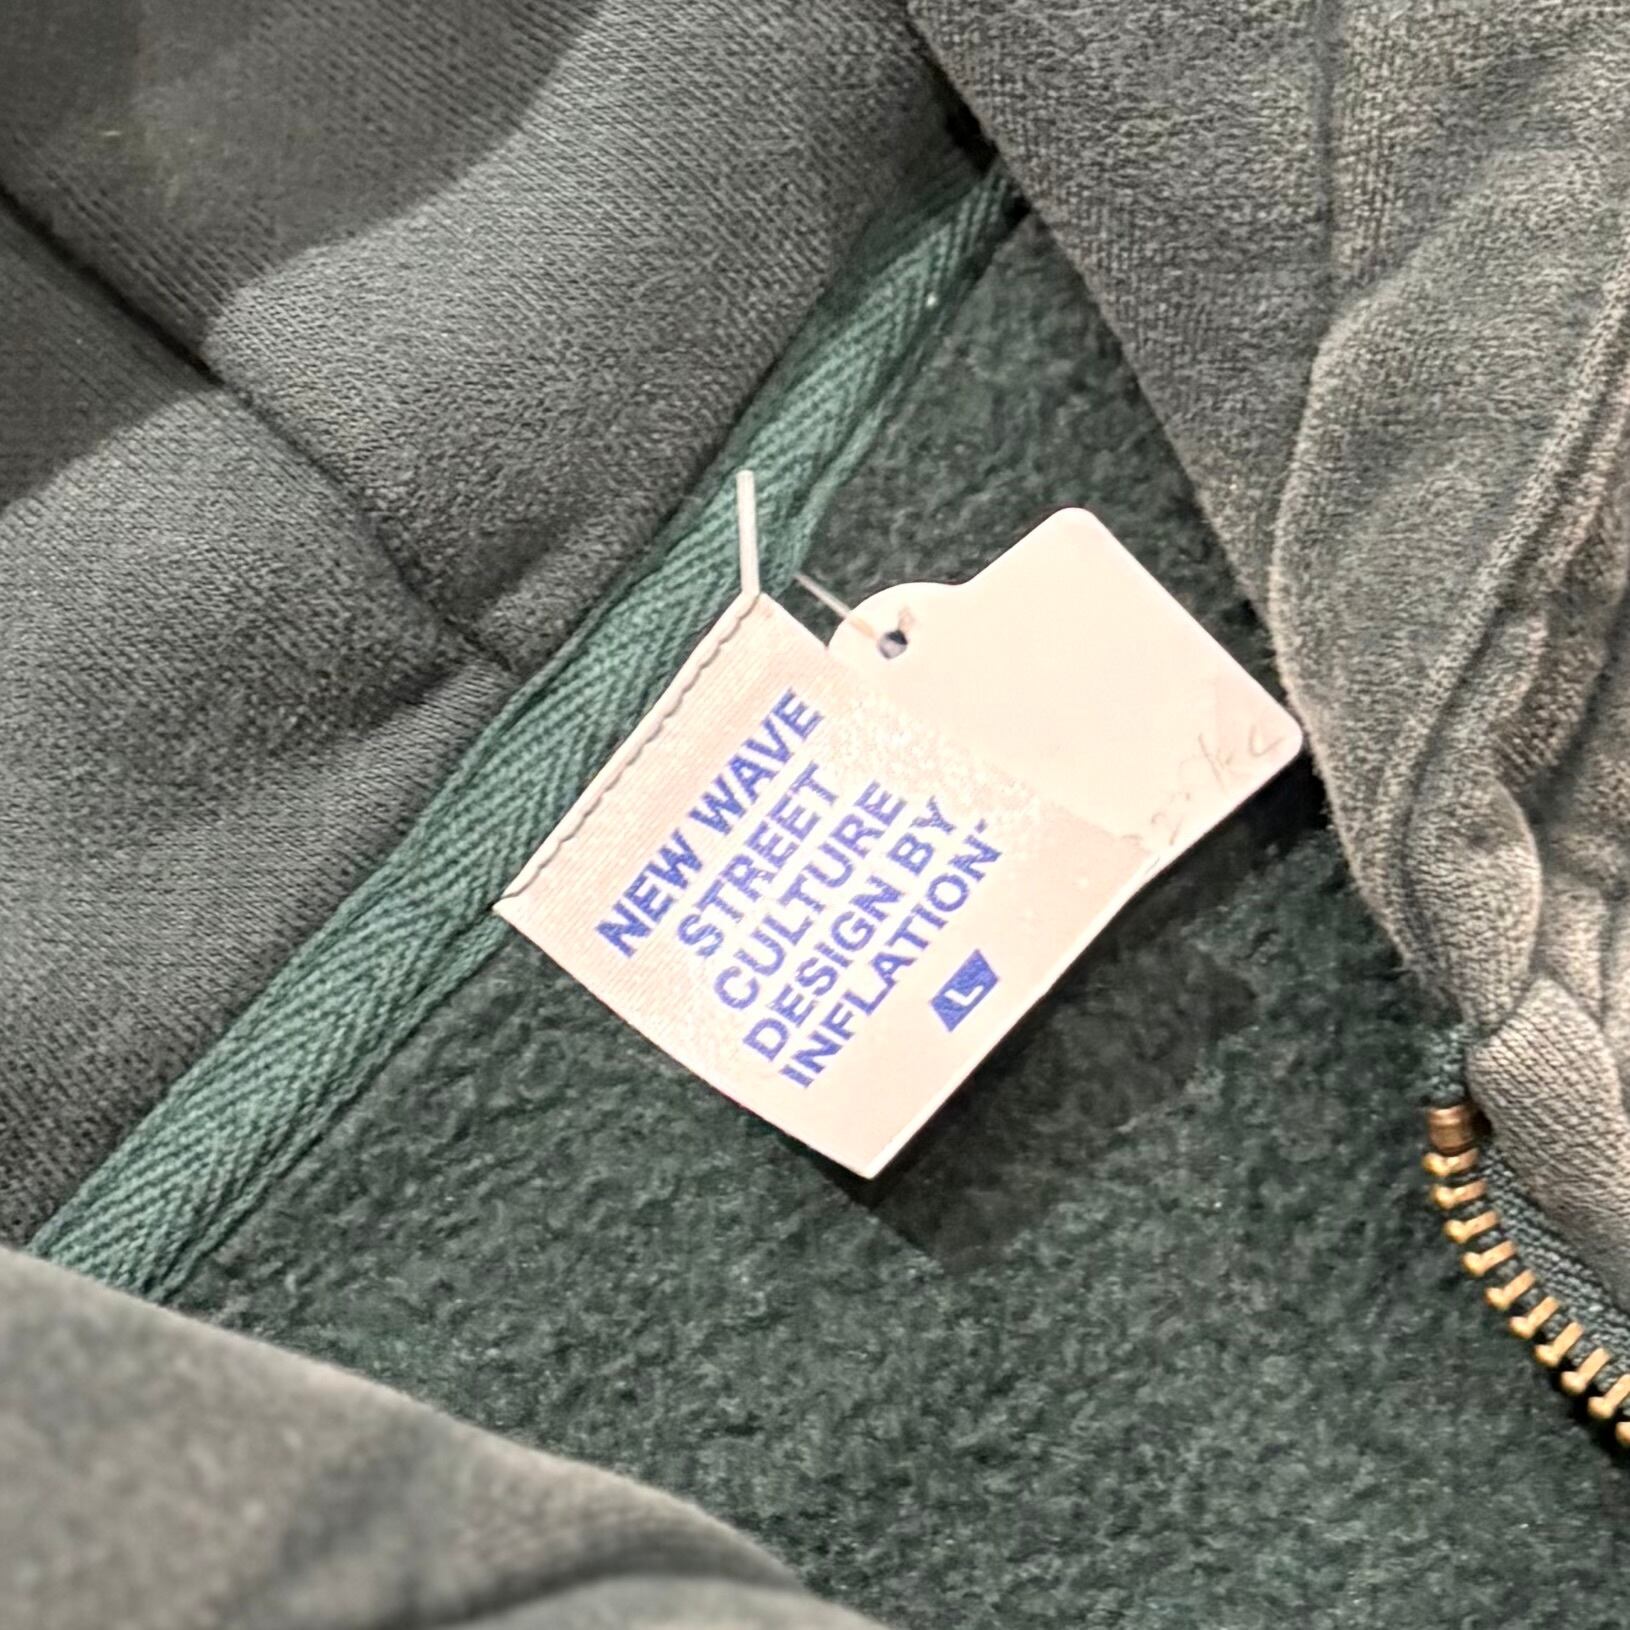 NEW WAVE
STREET
CULTURE
DESIGN BY
INFLATION
L